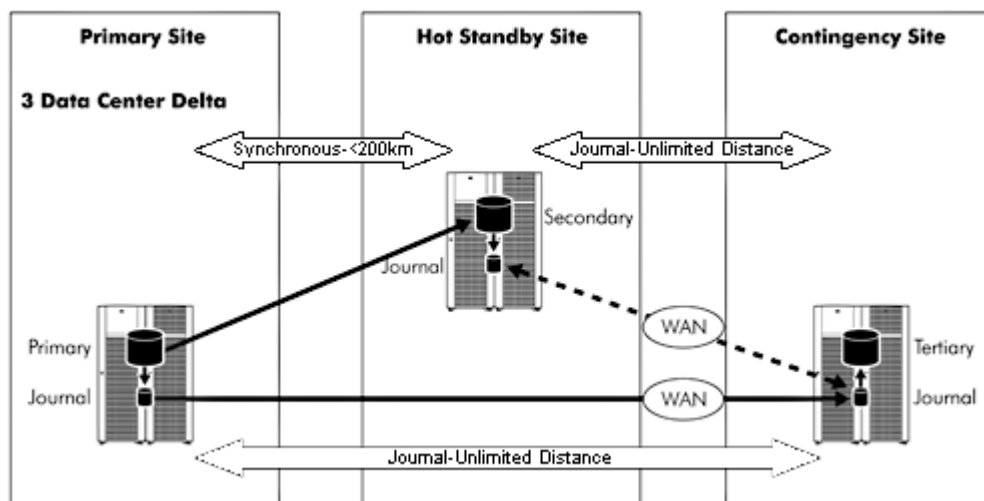 Primary Site
Hot Standby Site
Contingency Site
3 Data Center Delta
Synchronous-<200km
Journal-Unlimited Distance
Secondary
Journal
WAN
Primary
Tertiary
Journal
WAN
Journal
Journal-Unlimited Distance